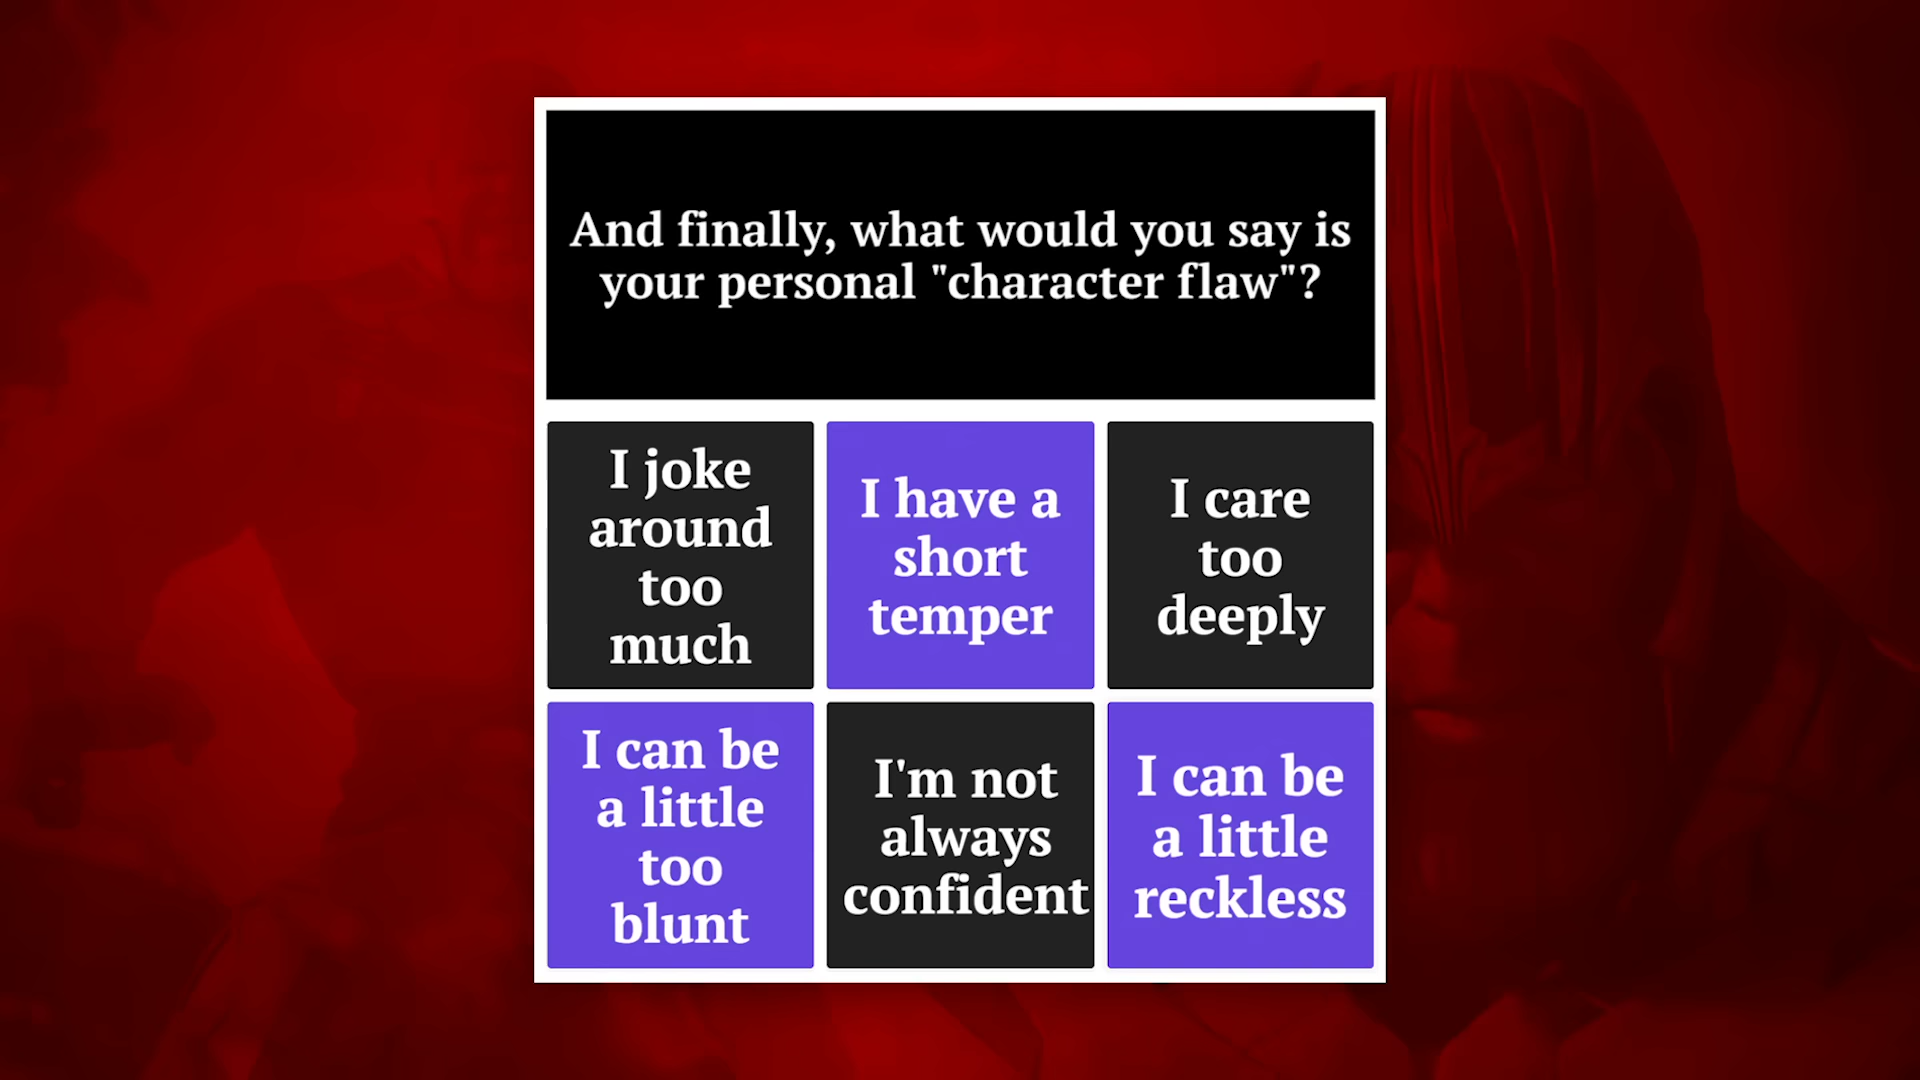 And finally, what would you say is
your personal "character flaw"?
I joke
around
too
much
I have a
short
temper
I care
too
deeply
I can be
a little
too
blunt
I'm not
always
confident
I can be
a little
reckless